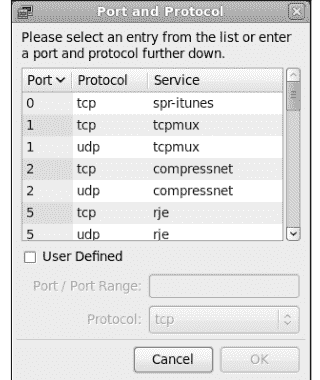 Port and Protocol
Please select an entry from the list or enter
a port and protocol further down.
Port Protocol Service
0 tcp spr-itunes
1 tcp tcpmux
1 udp tcpmux
2 tcp compressnet
2 udp compressnet
5 tcp rje
5 udp rje
User Defined
Port / Port Range:
Protocol: tcp
Cancel OK